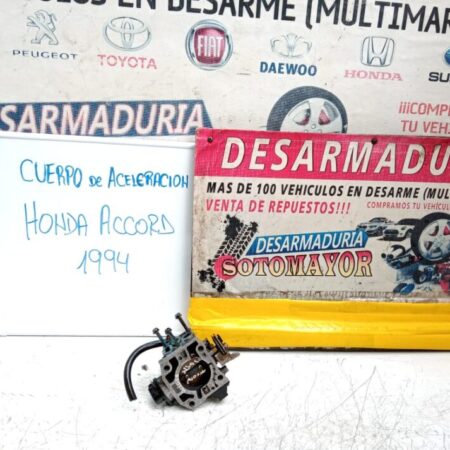 ULOS EN DESARME (MULTIMAR
PEUGEOT
TOYOTA
FIAT
DAEWOO
HONDA
SU
SARMADURIA
¡¡¡COMP
TU VEH
CUERPO DE ACELERACION
HONDA ACCORD
1994
DESARMADU
MAS DE 100 VEHICULOS EN DESARME (MUL
VENTA DE REPUESTOS!!!
COMPRAMOS TU VEHICUL
DESARMADURIA
SOTOMAYOR